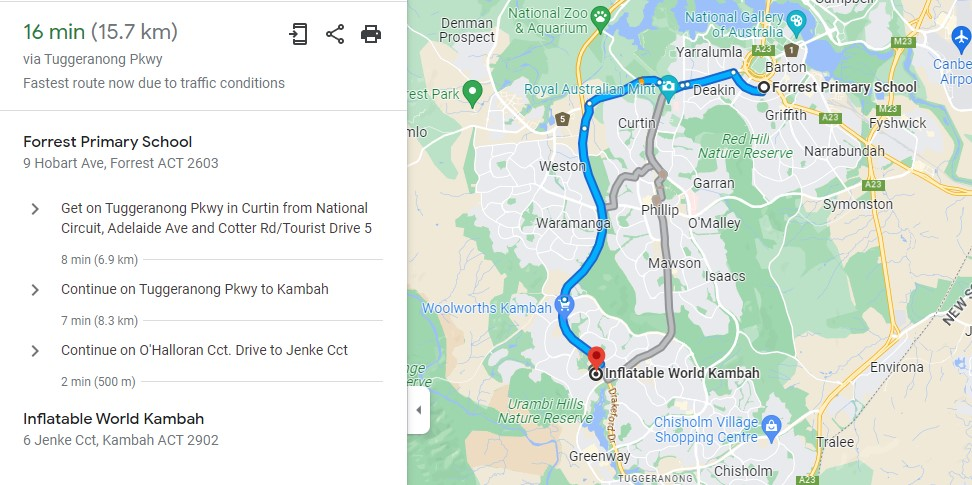 16 min (15.7 km)
via Tuggeranong Pkwy
Fastest route now due to traffic conditions
Forrest Primary School
9 Hobart Ave, Forrest ACT 2603
Get on Tuggeranong Pkwy in Curtin from National
Circuit, Adelaide Ave and Cotter Rd/Tourist Drive 5
8 min (6.9 km)
Continue on Tuggeranong Pkwy to Kambah
7 min (8.3 km)
Continue on O'Halloran Cct. Drive to Jenke Cct
2 min (500 m)
Inflatable World Kambah
6 Jenke Cct, Kambah ACT 2902
Campbell
National Zoo
& Aquarium
Denman
Prospect
National Gallery
of Australia
Yarralumla
A23
1
M23
Barton
Canbe
Airpo
est Park
Royal Australian Mint
Deakin
Forrest Primary School
5
Curtin
Griffith
A23
M23
Fyshwick
mlo
Red Hill
Nature Reserve
Narrabundah
Weston
Garran
A23
Symonston
Phillip
Waramanga
O'Malley
Mawson
Isaacs
NEW S
Woolworths Kambah
J
Environa
nge
erve
Inflatable World Kambah
Drakeford Dr
Urambi Hills
Nature Reserve
Chisholm Village
Shopping Centre
Tralee
Greenway
Chisholm
TUGGERANONG
A23